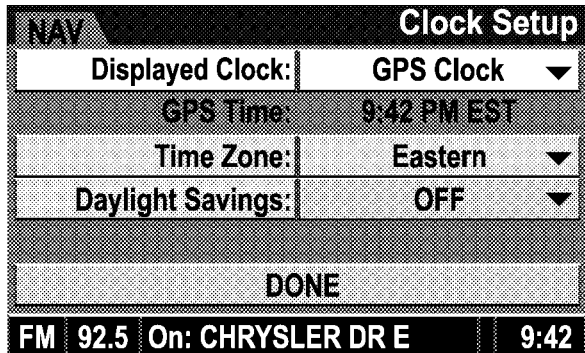 NAV Clock Setup
Displayed Clock: GPS Clock
GPS Time: 9:42 PM EST
Time Zone: Eastern
Daylight Savings: OFF
DONE
FM 92.5 On: CHRYSLER DR E 9:42